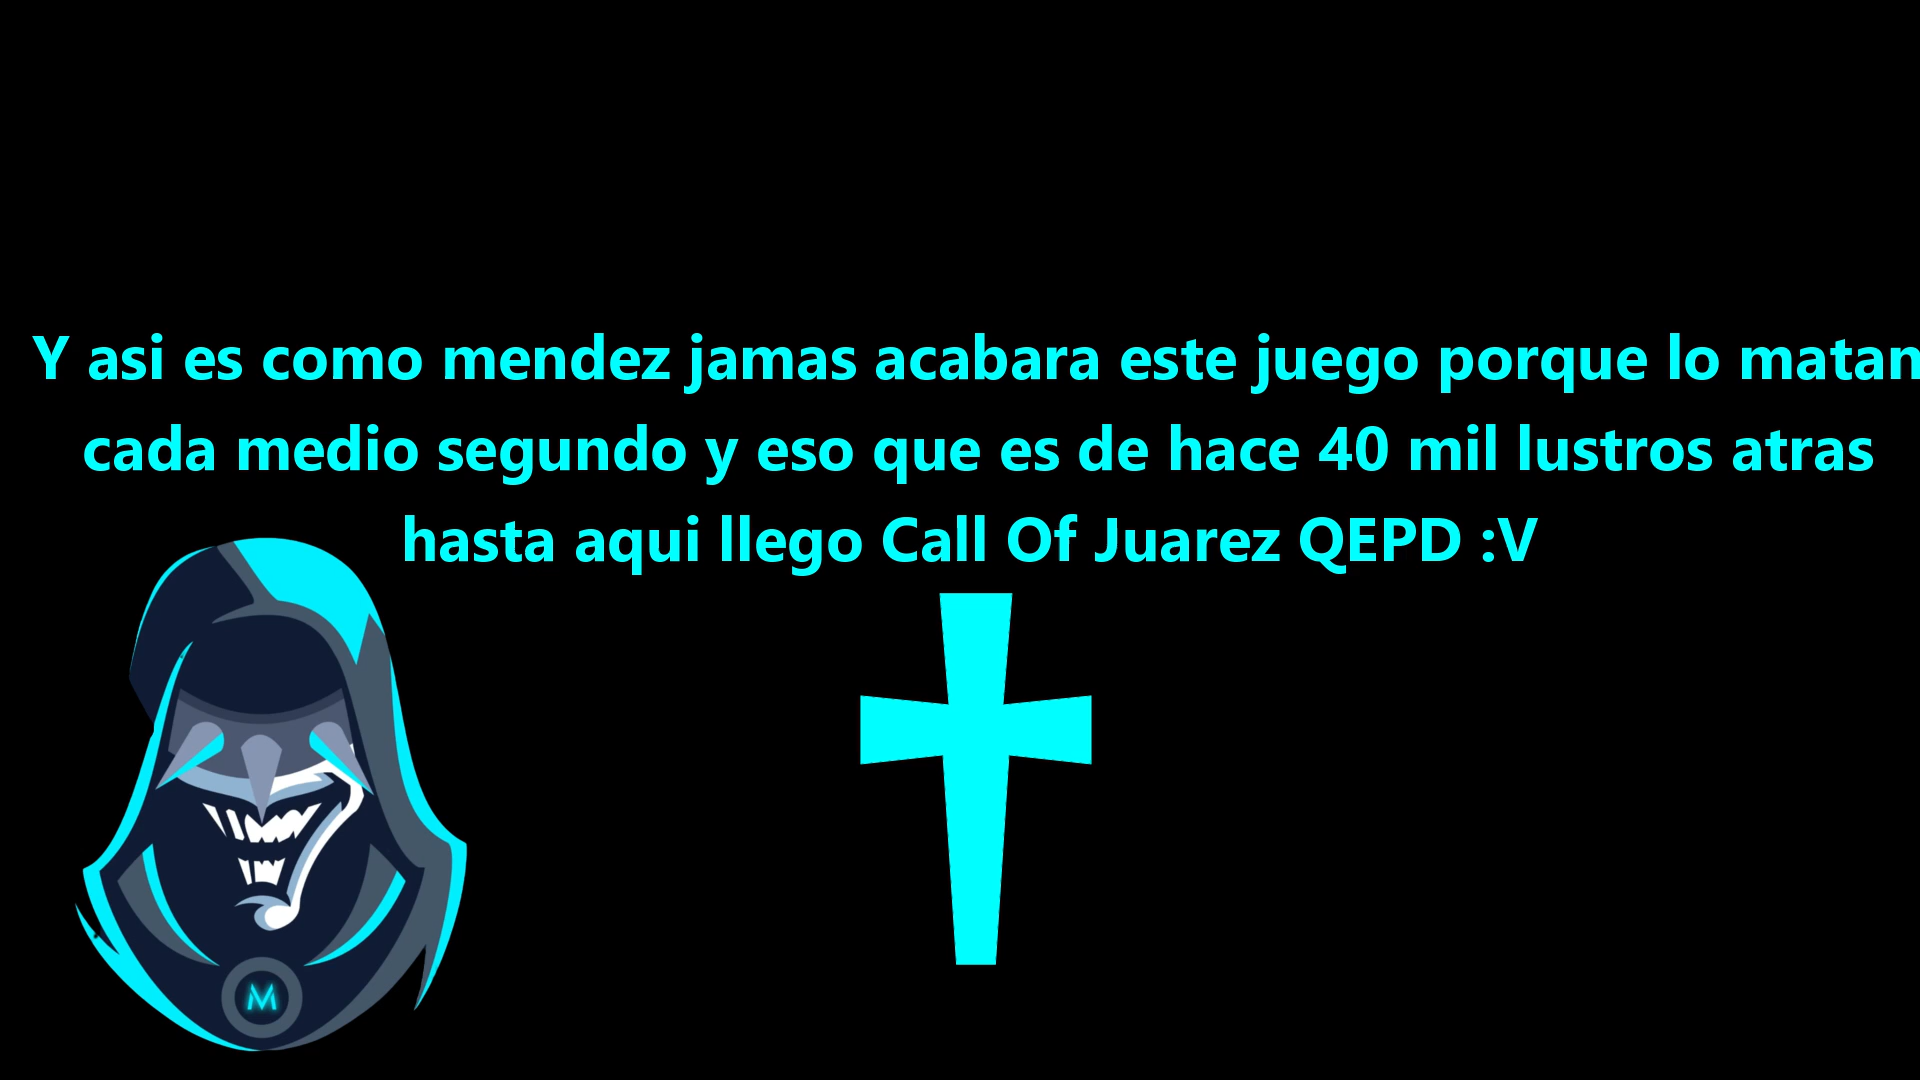 Y asi es como mendez jamas acabara este juego porque lo matan
cada medio segundo y eso que es de hace 40 mil lustros atras
hasta aqui llego Call Of Juarez QEPD :V
M